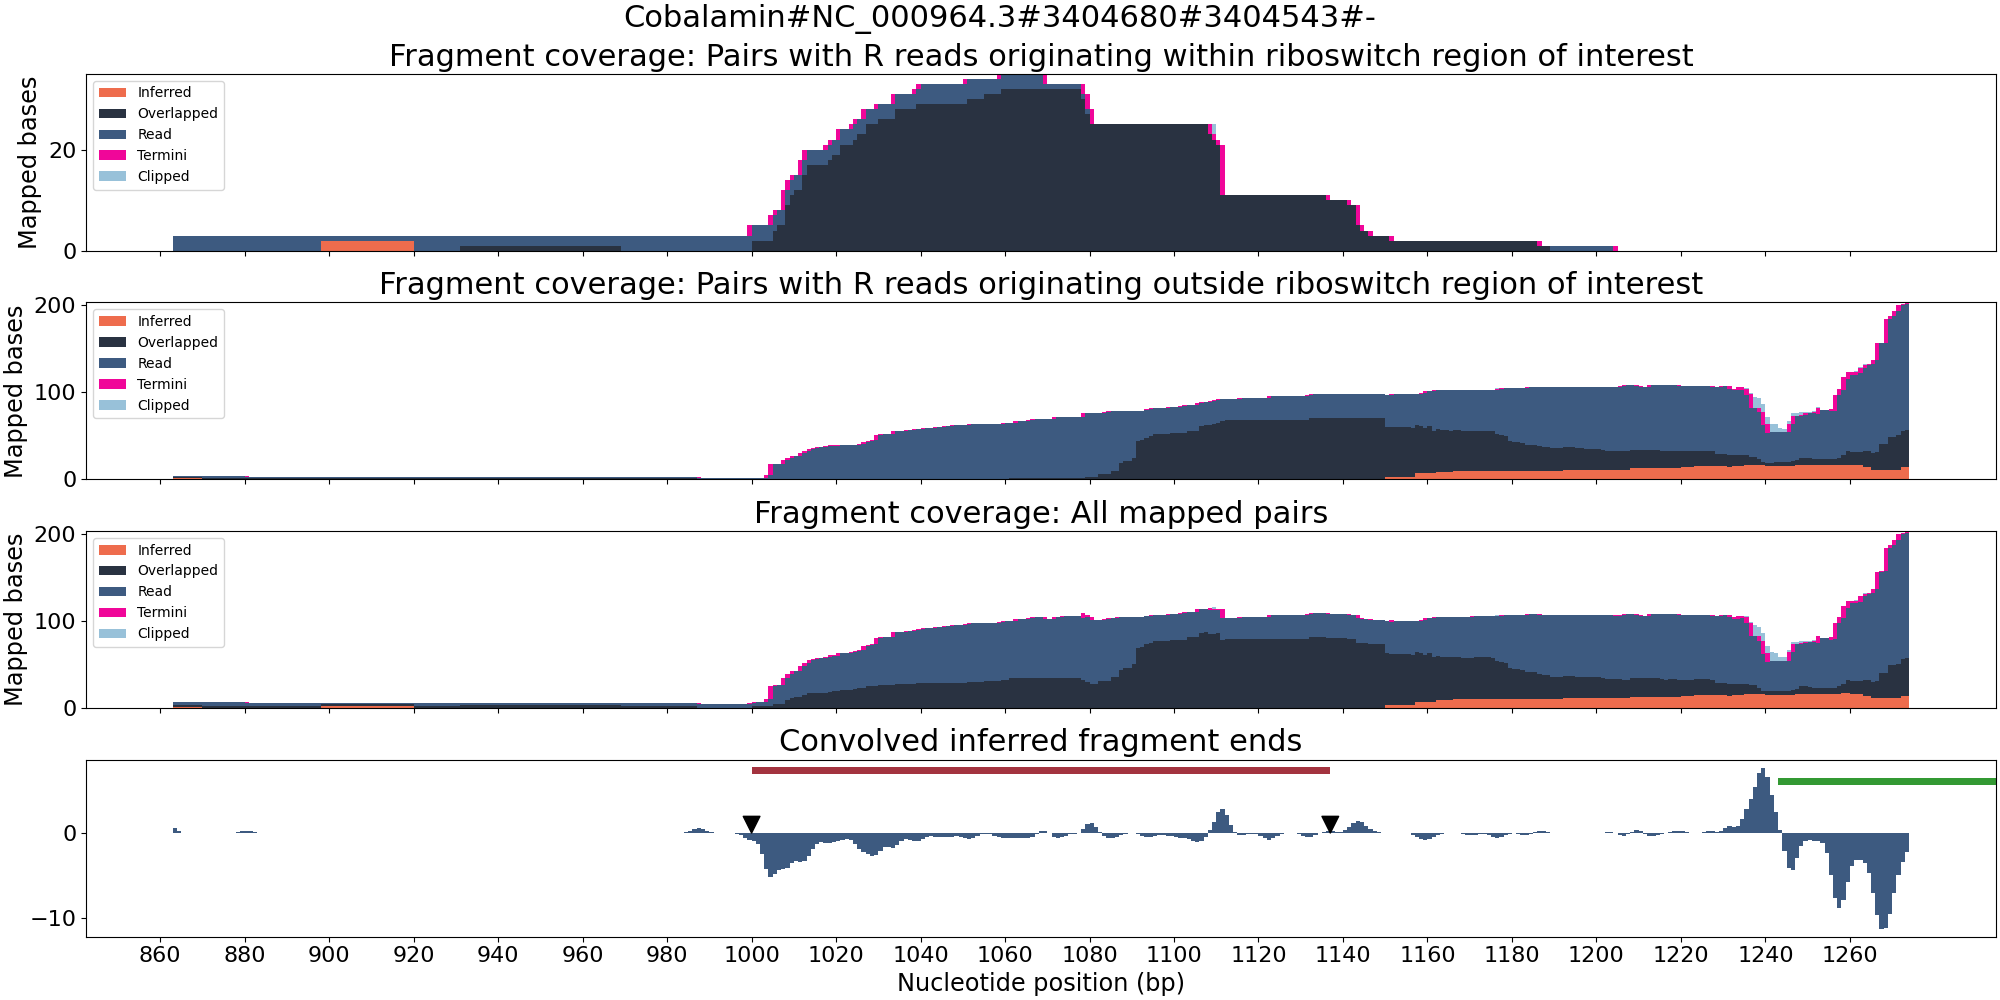 Cobalamin#NC_000964.3#3404680#3404543#-
Fragment coverage: Pairs with R reads originating within riboswitch region of interest
Mapped bases
20
0
Inferred
Overlapped
Read
Termini
Clipped
Fragment coverage: Pairs with R reads originating outside riboswitch region of interest
Mapped bases
200
100
0
Inferred
Overlapped
Read
Termini
Clipped
Fragment coverage: All mapped pairs
Mapped bases
200
100
0
Inferred
Overlapped
Read
Termini
Clipped
Convolved inferred fragment ends
0
−10
860 880 900 920 940 960 980 1000 1020 1040 1060 1080 1100 1120 1140 1160 1180 1200 1220 1240 1260
Nucleotide position (bp)